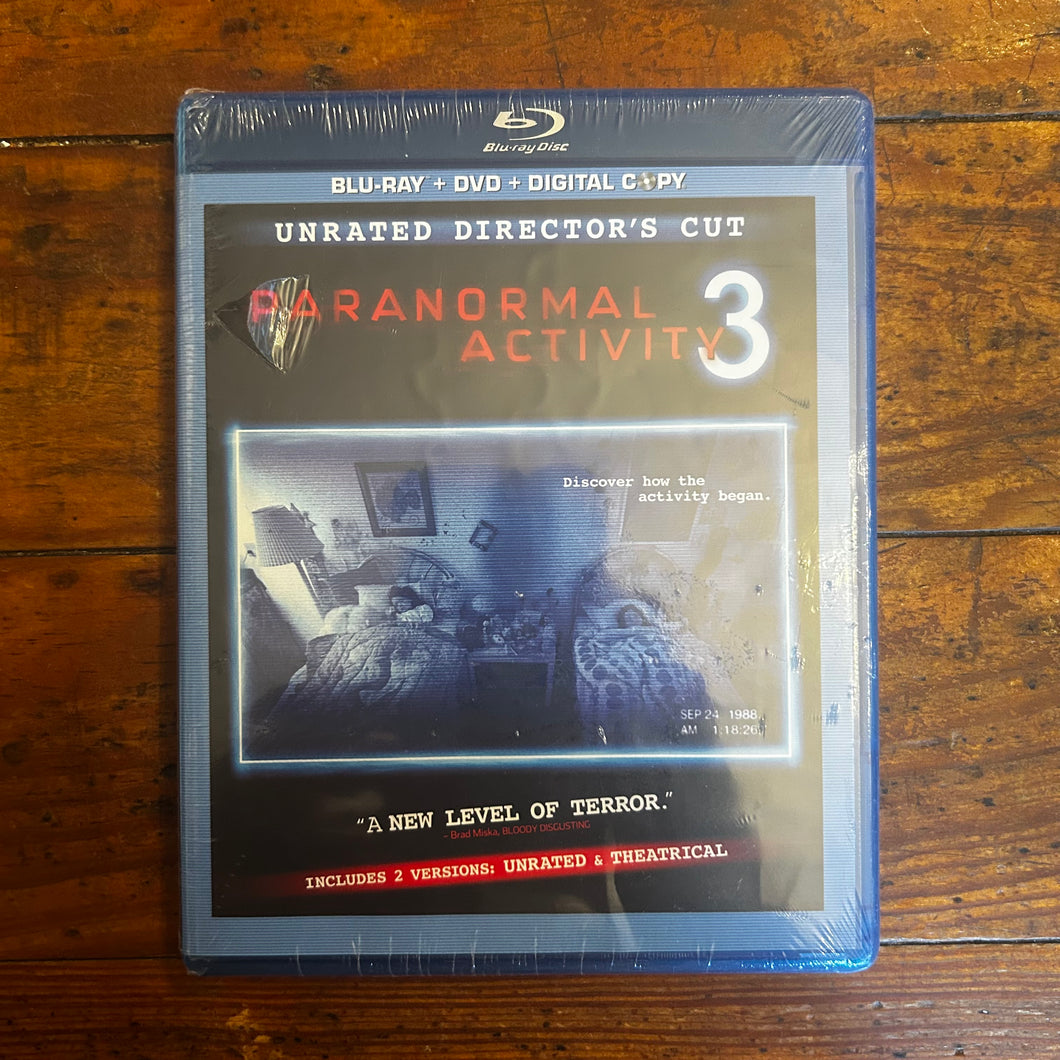 Blu-ray Disc
BLU-RAY + DVD + DIGITAL COPY
UNRATED DIRECTOR'S CUT
PARANORMAL
ACTIVITY 3
Discover how the
activity began.
SEP 24 1988
AM 1:18:26
"A NEW LEVEL OF TERROR."
- Brad Miska, BLOODY DISGUSTING
INCLUDES 2 VERSIONS: UNRATED & THEATRICAL